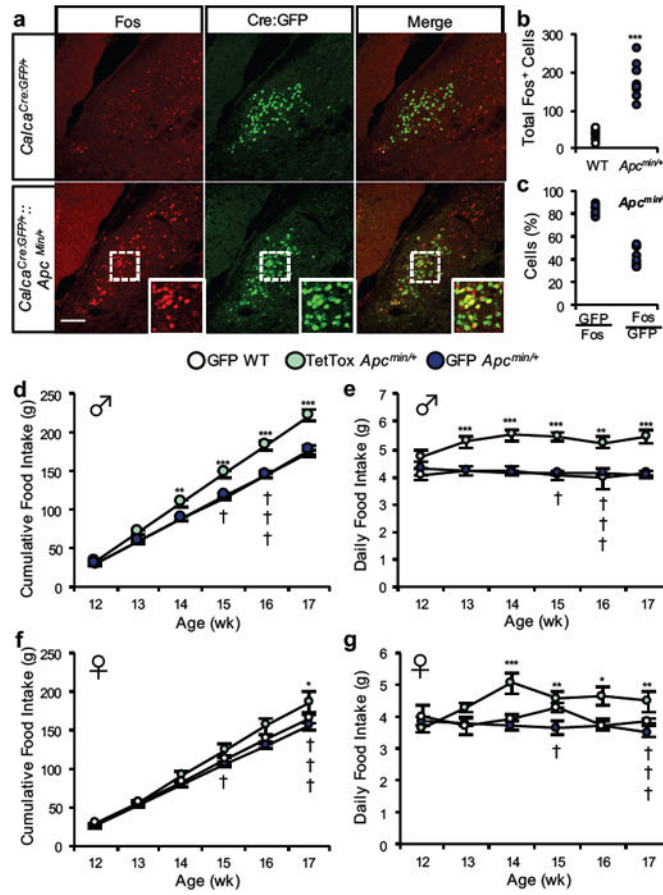 a
Fos
Cre:GFP
Merge
Calca^Cre:GFP/+
Calca^Cre:GFP/+::
Apc^Min/+
b
***
Total Fos⁺ Cells
300
200
100
0
WT
Apc^min/+
c
Apc^min/+
Cells (%)
100
80
60
40
20
0
GFP
Fos
Fos
GFP
GFP WT
TetTox Apc^min/+
GFP Apc^min/+
d
♂
Cumulative Food Intake (g)
250
200
150
100
50
0
**
***
***
***
†
†
†
†
12 13 14 15 16 17
Age (wk)
e
♂
Daily Food Intake (g)
7
6
5
4
3
2
1
0
***
***
***
**
***
†
†
†
†
12 13 14 15 16 17
Age (wk)
f
♀
Cumulative Food Intake (g)
250
200
150
100
50
0
*
†
†
†
†
12 13 14 15 16 17
Age (wk)
g
♀
Daily Food Intake (g)
7
6
5
4
3
2
1
0
***
**
*
**
†
†
†
†
12 13 14 15 16 17
Age (wk)